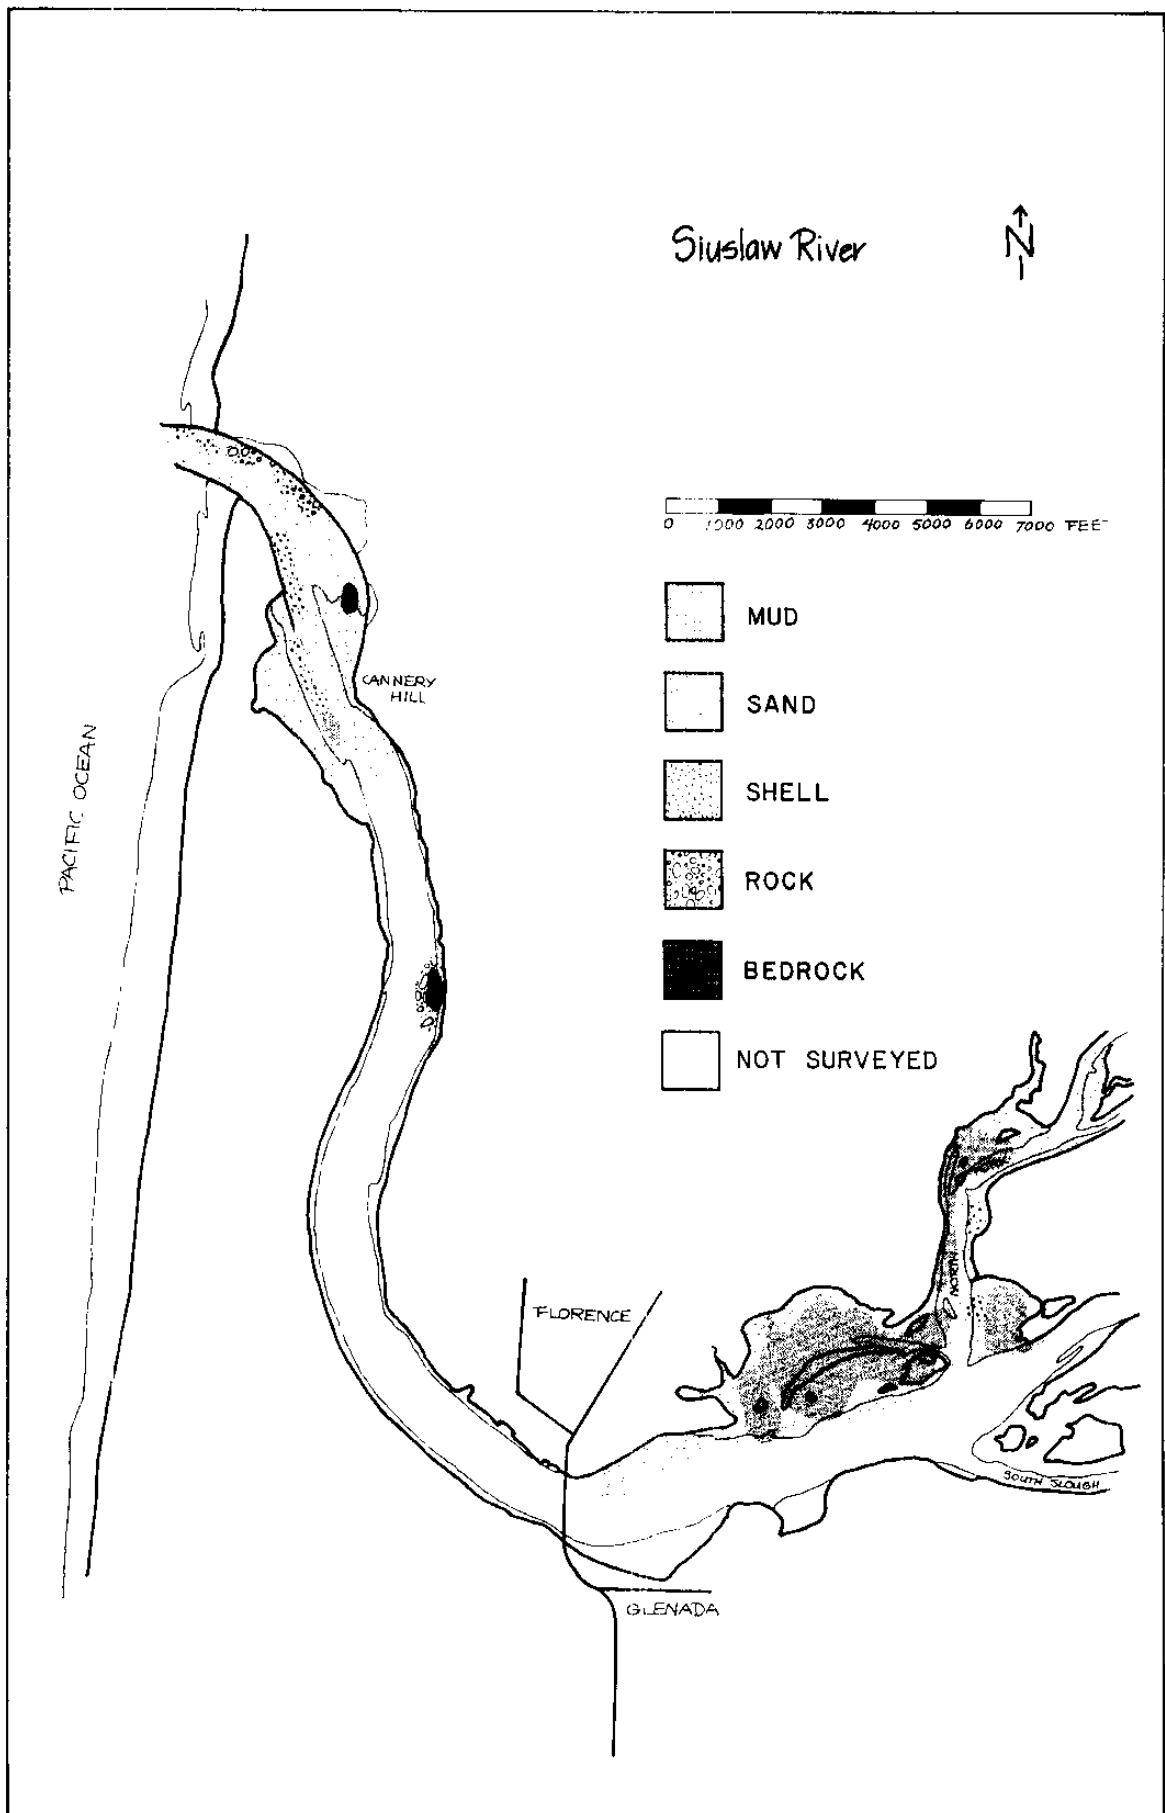 Siuslaw River
N
0 1000 2000 3000 4000 5000 6000 7000 FEET
MUD
SAND
SHELL
ROCK
BEDROCK
NOT SURVEYED
CANNERY
HILL
PACIFIC OCEAN
NORTH
FLORENCE
SOUTH SLOUGH
GLENADA